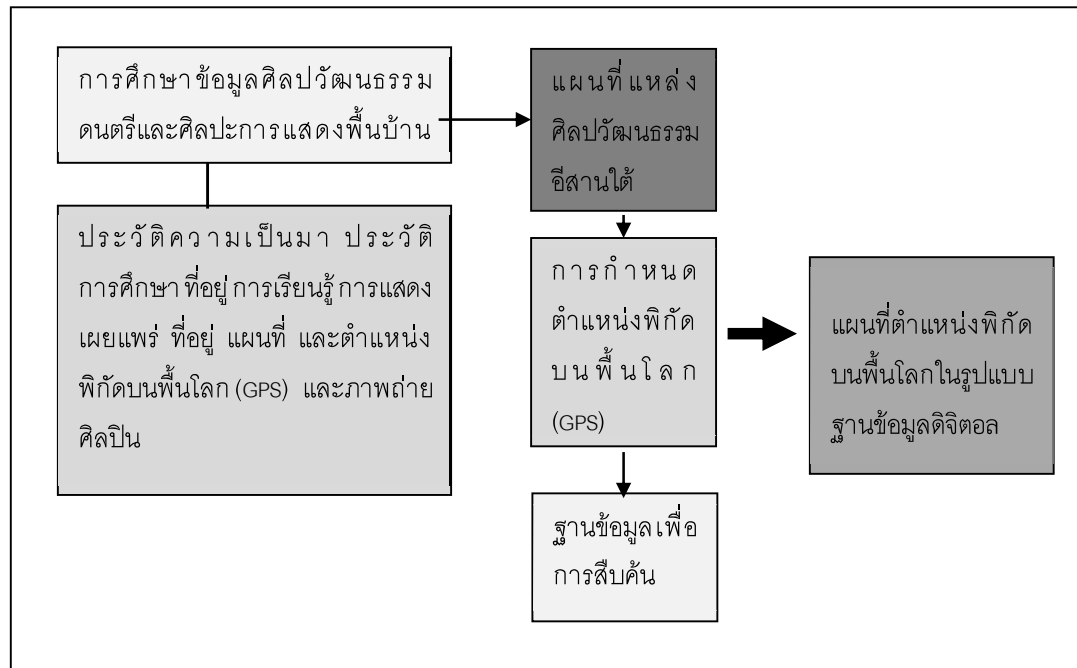 การศึกษาข้อมูลศิลปวัฒนธรรม
ดนตรีและศิลปะการแสดงพื้นบ้าน
ประวัติความเป็นมา ประวัติ
การศึกษา ที่อยู่ การเรียนรู้ การแสดง
เผยแพร่ ที่อยู่ แผนที่ และตำแหน่ง
พิกัดบนพื้นโลก (GPS) และภาพถ่าย
ศิลปิน
แผนที่แหล่ง
ศิลปวัฒนธรรม
อีสานใต้
การกำหนด
ตำแหน่งพิกัด
บนพื้นโลก
(GPS)
ฐานข้อมูลเพื่อ
การสืบค้น
แผนที่ตำแหน่งพิกัด
บนพื้นโลกในรูปแบบ
ฐานข้อมูลดิจิตอล